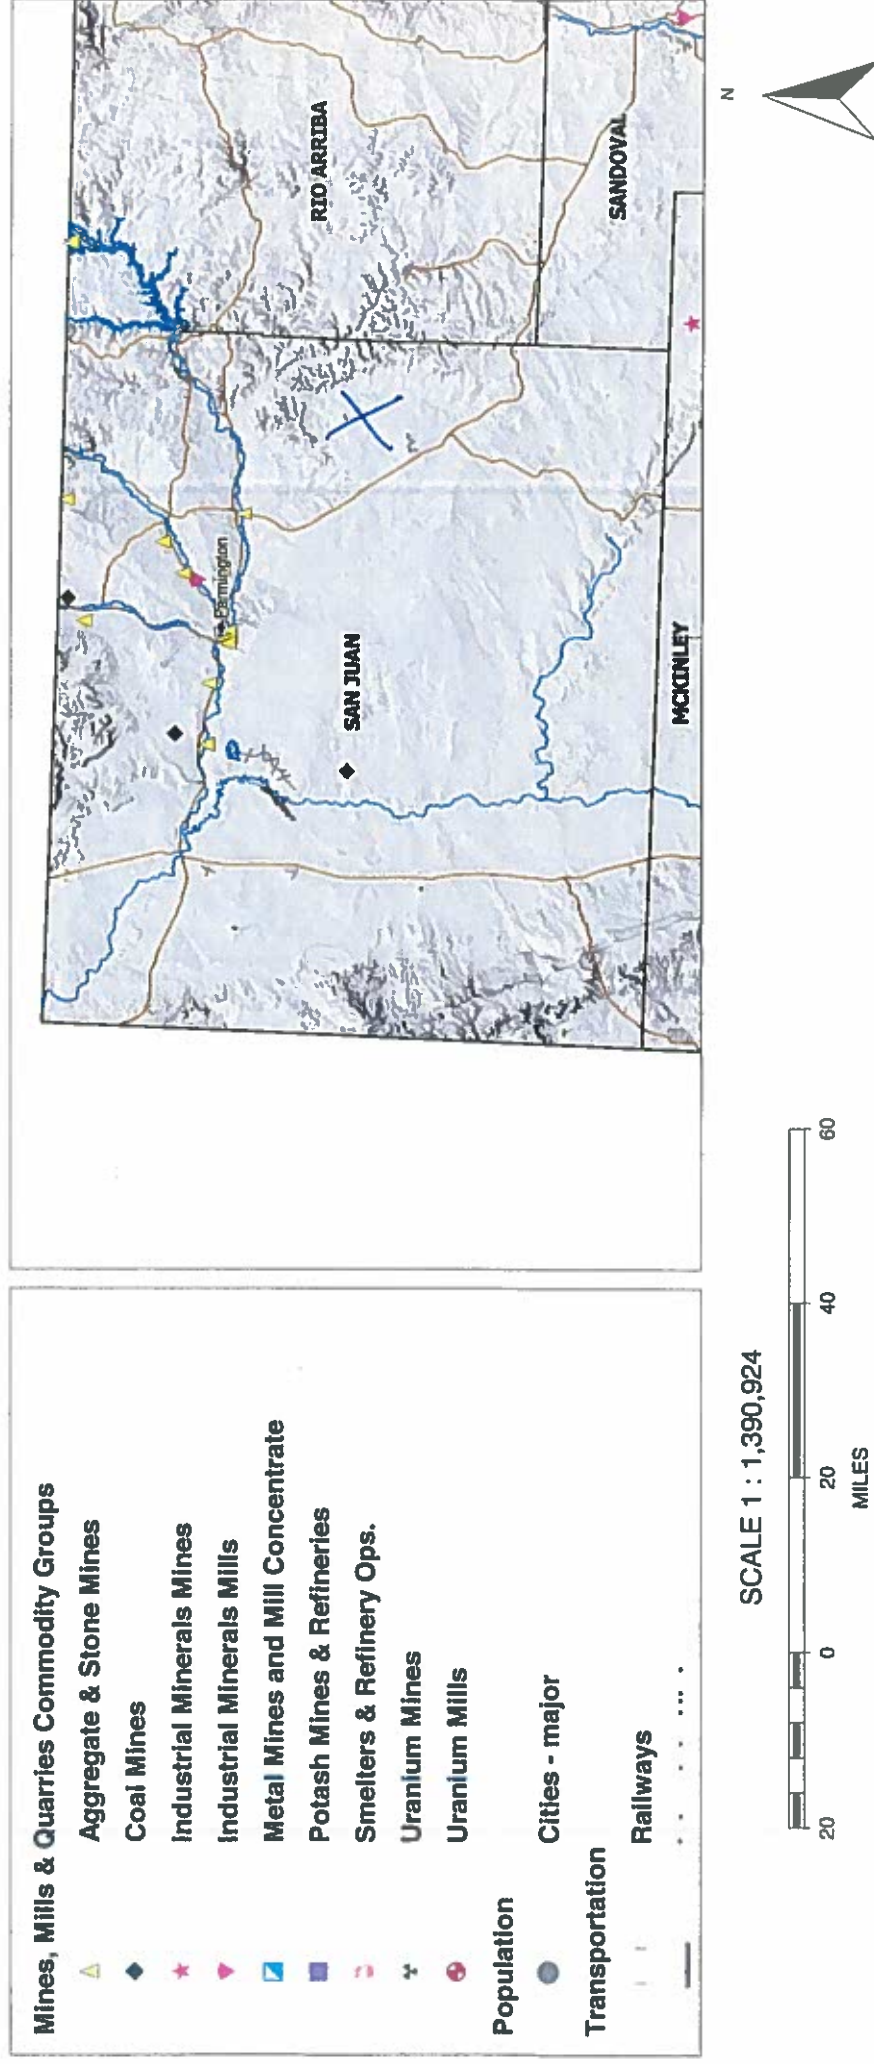 Mines, Mills & Quarries Commodity Groups
Aggregate & Stone Mines
Coal Mines
Industrial Minerals Mines
Industrial Minerals Mills
Metal Mines and Mill Concentrate
Potash Mines & Refineries
Smelters & Refinery Ops.
Uranium Mines
Uranium Mills
Population
Cities - major
Transportation
Railways
Farmington
SAN JUAN
RIO ARRIBA
MCKINLEY
SANDOVAL
X
SCALE 1 : 1,390,924
20 0 20 40 60
MILES
N